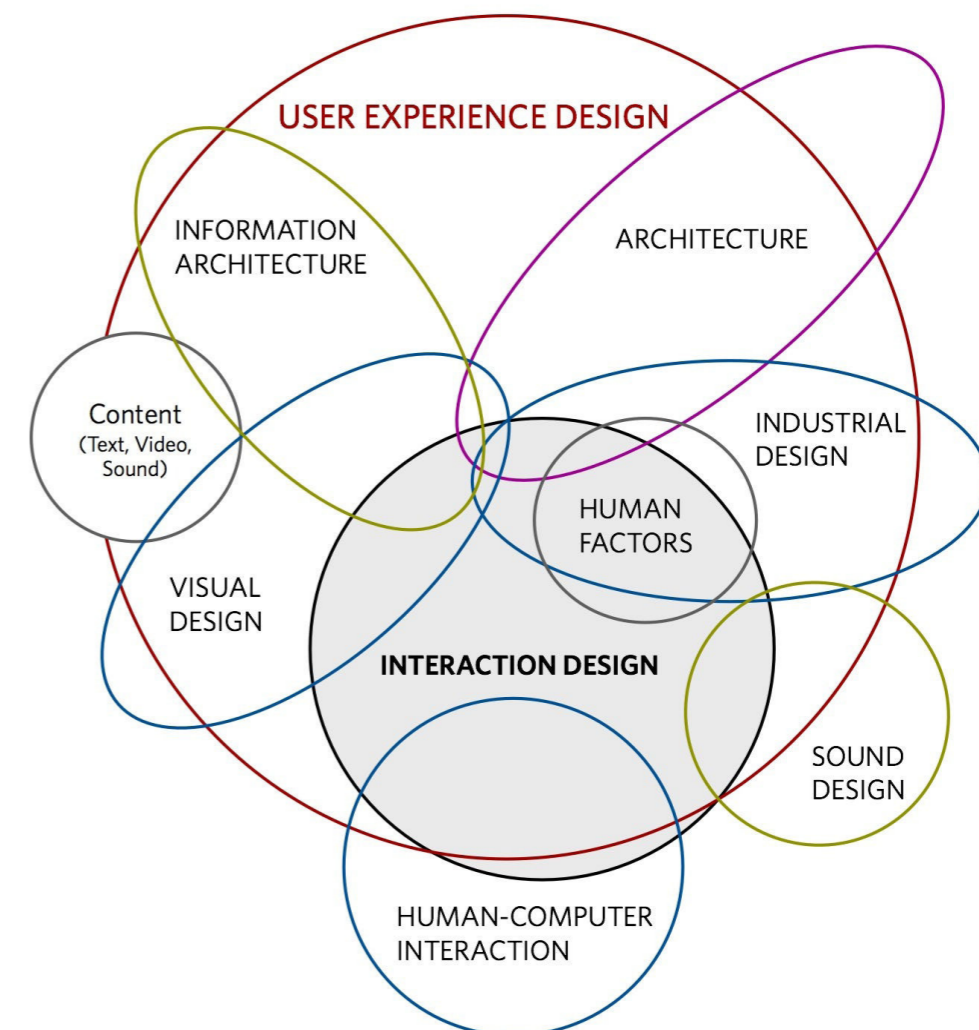 USER EXPERIENCE DESIGN
INFORMATION
ARCHITECTURE
ARCHITECTURE
Content
(Text, Video,
Sound)
INDUSTRIAL
DESIGN
HUMAN
FACTORS
VISUAL
DESIGN
INTERACTION DESIGN
SOUND
DESIGN
HUMAN-COMPUTER
INTERACTION